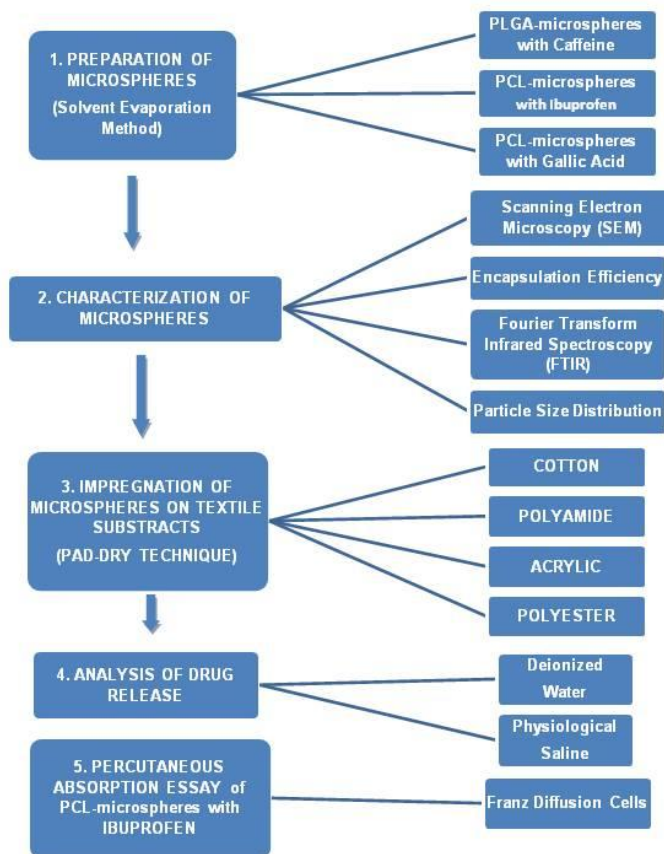 1. PREPARATION OF
MICROSPHERES
(Solvent Evaporation
Method)
PLGA-microspheres
with Caffeine
PCL-microspheres
with Ibuprofen
PCL-microspheres
with Gallic Acid
2. CHARACTERIZATION OF
MICROSPHERES
Scanning Electron
Microscopy (SEM)
Encapsulation Efficiency
Fourier Transform
Infrared Spectroscopy
(FTIR)
Particle Size Distribution
3. IMPREGNATION OF
MICROSPHERES ON TEXTILE
SUBSTRACTS
(PAD-DRY TECHNIQUE)
COTTON
POLYAMIDE
ACRYLIC
POLYESTER
4. ANALYSIS OF DRUG
RELEASE
Deionized
Water
Physiological
Saline
5. PERCUTANEOUS
ABSORPTION ESSAY of
PCL-microspheres with
IBUPROFEN
Franz Diffusion Cells